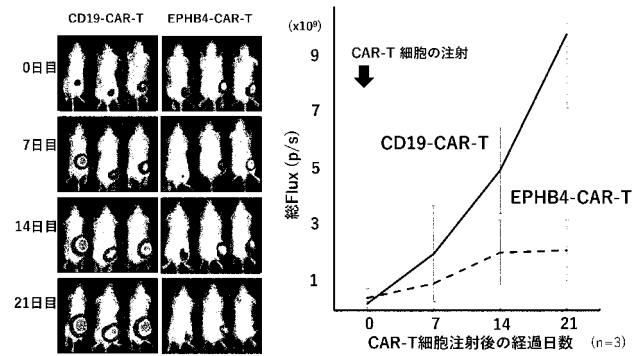 CD19-CAR-T
EPHB4-CAR-T
0日目
7日目
14日目
21日目
(x10⁹)
総Flux (p/s)
9
7
5
3
1
CAR-T 細胞の注射
CD19-CAR-T
EPHB4-CAR-T
0
7
14
21
CAR-T細胞注射後の経過日数
(n=3)